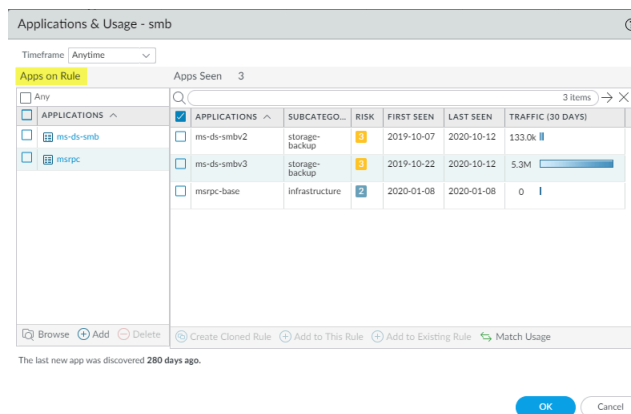 Applications & Usage - smb
Timeframe Anytime
Apps on Rule
Apps Seen 3
Any
3 items
APPLICATIONS
APPLICATIONS SUBCATEGO... RISK FIRST SEEN LAST SEEN TRAFFIC (30 DAYS)
ms-ds-smb
msrpc
ms-ds-smbv2 storage-backup 3 2019-10-07 2020-10-12 133.0k
ms-ds-smbv3 storage-backup 3 2019-10-22 2020-10-12 5.3M
msrpc-base infrastructure 2 2020-01-08 2020-01-08 0
Browse Add Delete
Create Cloned Rule Add to This Rule Add to Existing Rule Match Usage
The last new app was discovered 280 days ago.
OK Cancel